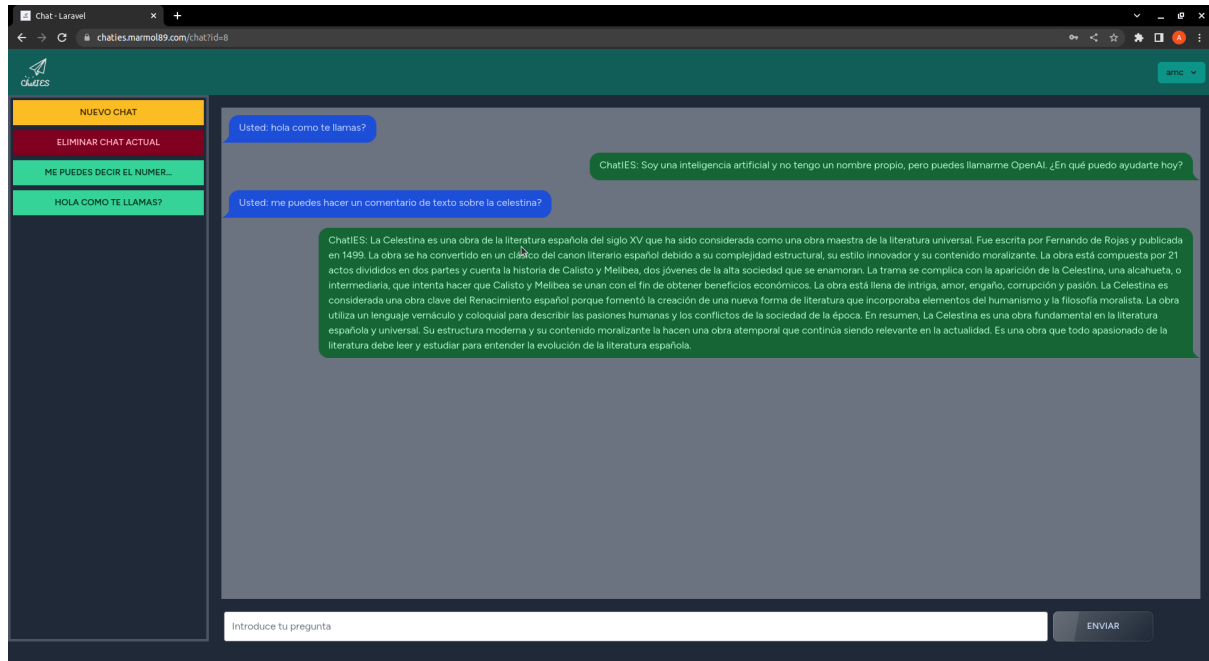 Chat - Laravel
chaties.marmol89.com/chat?id=8
A
ChatIES
amc
NUEVO CHAT
ELIMINAR CHAT ACTUAL
ME PUEDES DECIR EL NUMER...
HOLA COMO TE LLAMAS?
Usted: hola como te llamas?
ChatIES: Soy una inteligencia artificial y no tengo un nombre propio, pero puedes llamarme OpenAI. ¿En qué puedo ayudarte hoy?
Usted: me puedes hacer un comentario de texto sobre la celestina?
ChatIES: La Celestina es una obra de la literatura española del siglo XV que ha sido considerada como una obra maestra de la literatura universal. Fue escrita por Fernando de Rojas y publicada
en 1499. La obra se ha convertido en un clásico del canon literario español debido a su complejidad estructural, su estilo innovador y su contenido moralizante. La obra está compuesta por 21
actos divididos en dos partes y cuenta la historia de Calisto y Melibea, dos jóvenes de la alta sociedad que se enamoran. La trama se complica con la aparición de la Celestina, una alcahueta, o
intermediaria, que intenta hacer que Calisto y Melibea se unan con el fin de obtener beneficios económicos. La obra está llena de intriga, amor, engaño, corrupción y pasión. La Celestina es
considerada una obra clave del Renacimiento español porque fomentó la creación de una nueva forma de literatura que incorporaba elementos del humanismo y la filosofía moralista. La obra
utiliza un lenguaje vernáculo y coloquial para describir las pasiones humanas y los conflictos de la sociedad de la época. En resumen, La Celestina es una obra fundamental en la literatura
española y universal. Su estructura moderna y su contenido moralizante la hacen una obra atemporal que continúa siendo relevante en la actualidad. Es una obra que todo apasionado de la
literatura debe leer y estudiar para entender la evolución de la literatura española.
Introduce tu pregunta
ENVIAR